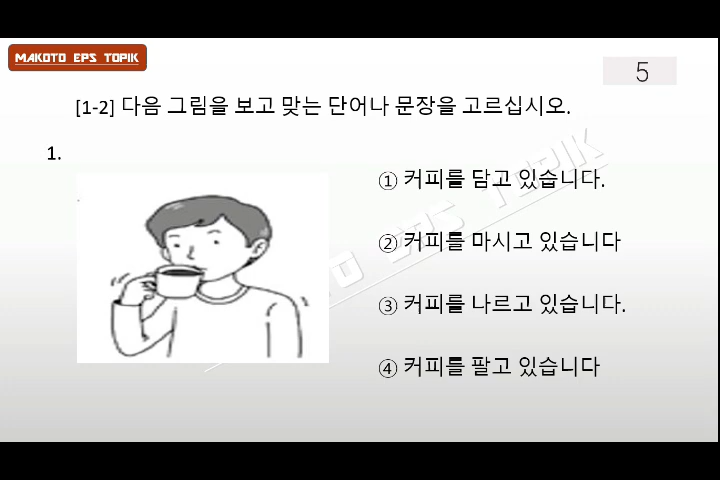 MAKOTO EPS TOPIK
5
[1-2] 다음 그림을 보고 맞는 단어나 문장을 고르십시오.
1.
① 커피를 담고 있습니다.
② 커피를 마시고 있습니다
③ 커피를 나르고 있습니다.
④ 커피를 팔고 있습니다
TO EPS TOPIK